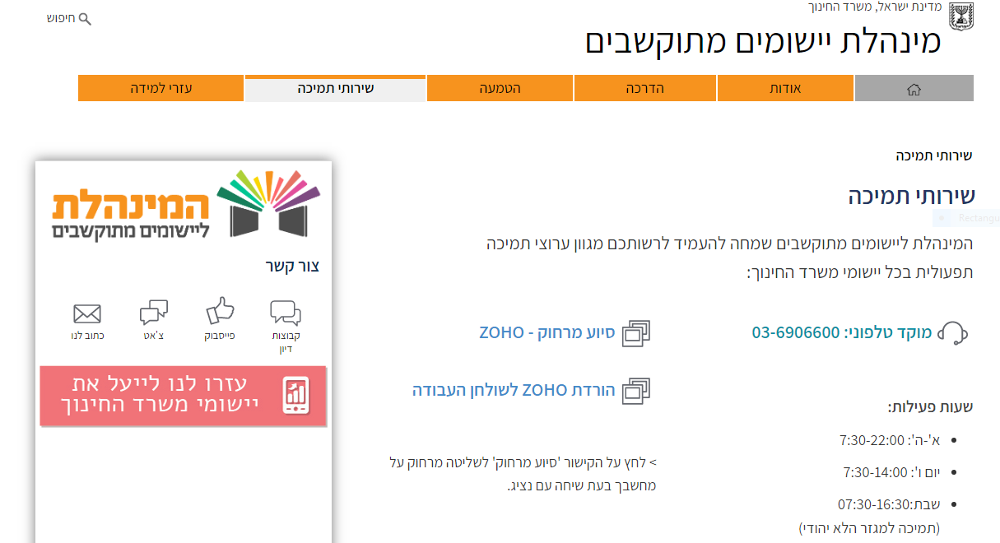 מדינת ישראל, משרד החינוך
חיפוש
מינהלת יישומים מתוקשבים
אודות
הדרכה
הטמעה
שירותי תמיכה
עזרי למידה
שירותי תמיכה
שירותי תמיכה
Rectangu
המינהלת ליישומים מתוקשבים שמחה להעמיד לרשותכם מגוון ערוצי תמיכה
תפעולית בכל יישומי משרד החינוך:
מוקד טלפוני: 03-6906600
סיוע מרחוק - ZOHO
הורדת ZOHO לשולחן העבודה
שעות פעילות:
א'-ה': 7:30-22:00
יום ו': 7:30-14:00
שבת:07:30-16:30
(תמיכה למגזר הלא יהודי)
> לחץ על הקישור 'סיוע מרחוק' לשליטה מרחוק על
מחשבך בעת שיחה עם נציג.
המינהלת
ליישומים מתוקשבים
צור קשר
קבוצות
דיון
פייסבוק
צ'אט
כתוב לנו
עזרו לנו לייעל את
יישומי משרד החינוך